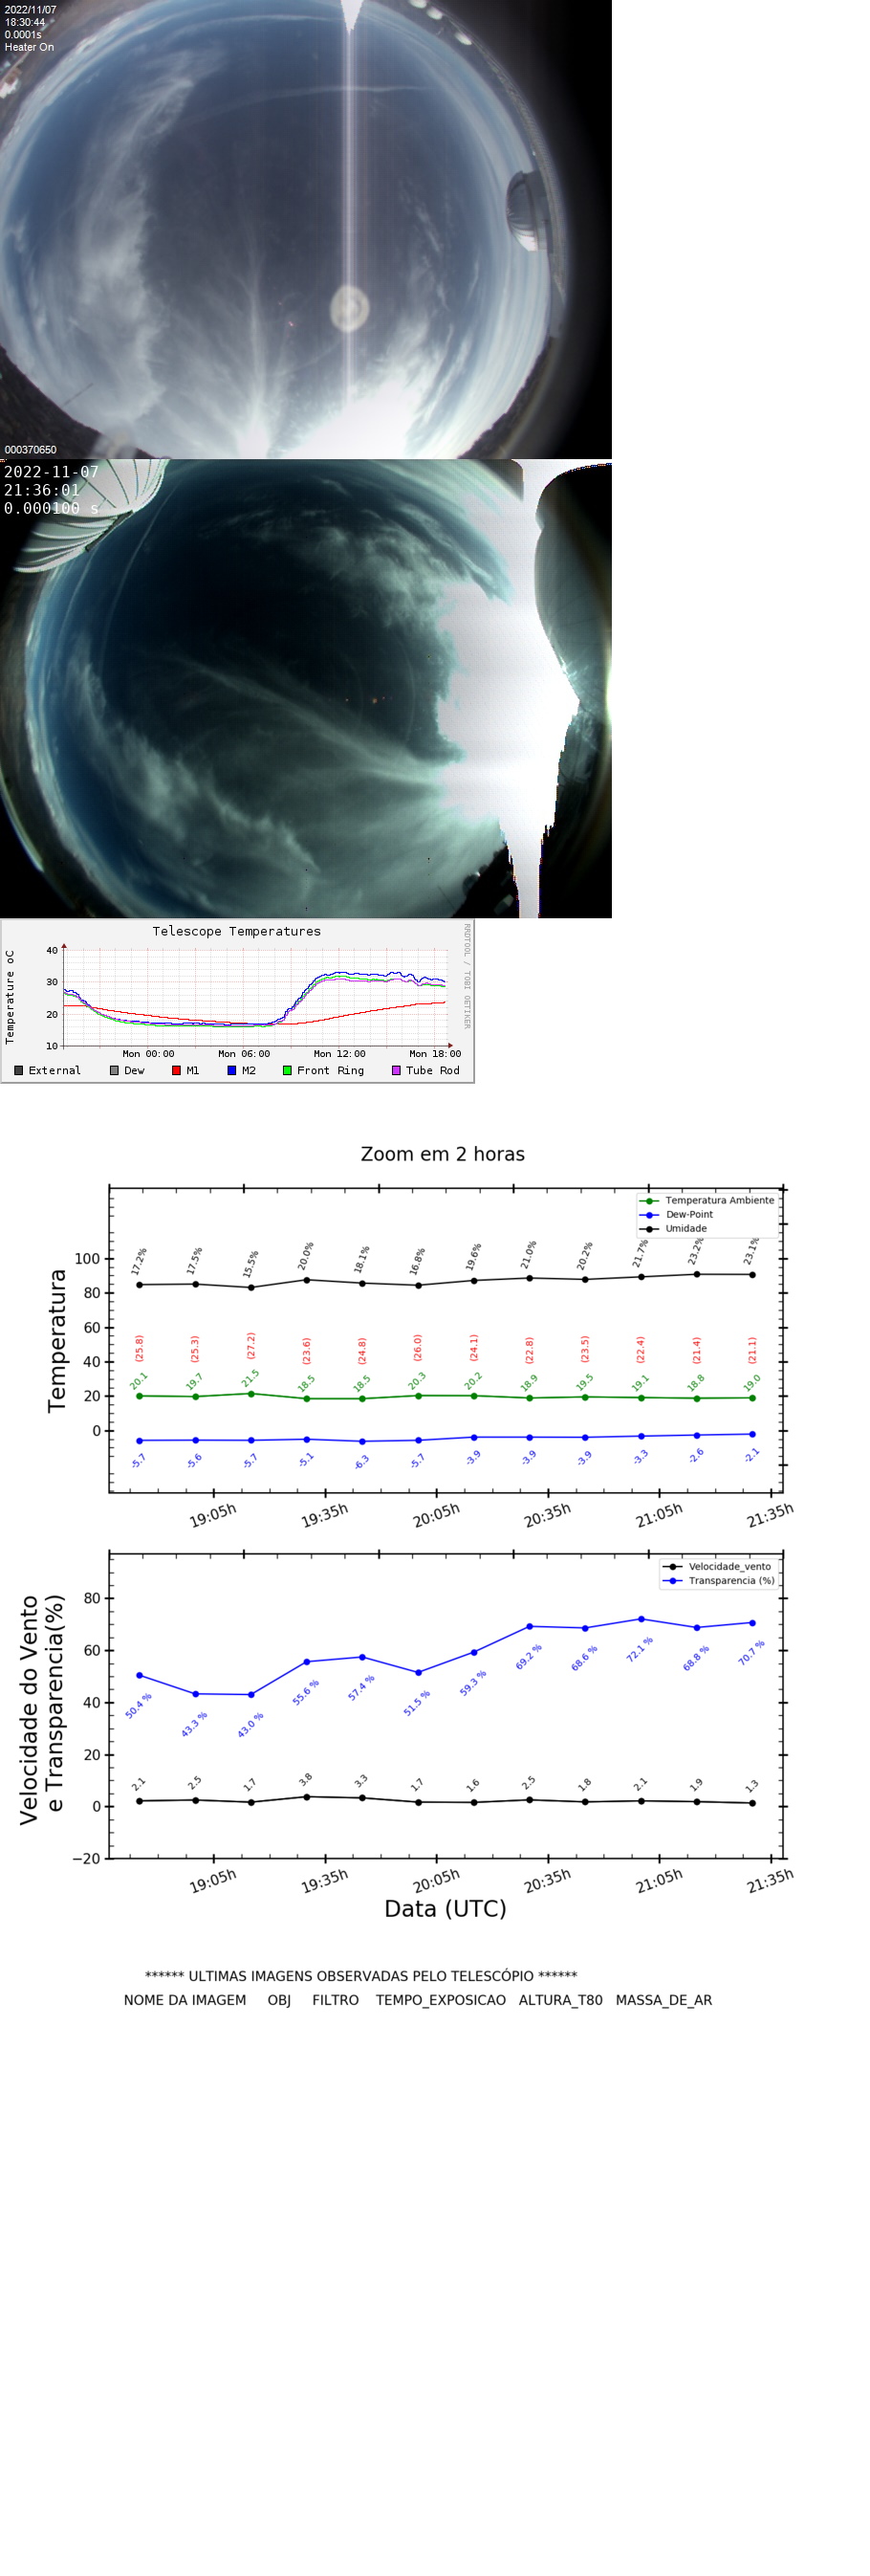 2022/11/07
18:30:44
0.0001s
Heater On
000370650
2022-11-07
21:36:01
0.000100 s
Telescope Temperatures
RRDTOOL / TOBI OETIKER
Temperature oC
40
30
20
10
Mon 00:00 Mon 06:00 Mon 12:00 Mon 18:00
External Dew M1 M2 Front Ring Tube Rod
Zoom em 2 horas
Temperatura Ambiente
Dew-Point
Umidade
Temperatura
100
80
60
40
20
0
17.2% 17.5% 15.5% 20.0% 18.1% 16.8% 19.6% 21.0% 20.2% 21.7% 23.2% 23.1%
(25.8) (25.3) (27.2) (23.6) (24.8) (26.0) (24.1) (22.8) (23.5) (22.4) (21.4) (21.1)
20.1 19.7 21.5 18.5 18.5 20.3 20.2 18.9 19.5 19.1 18.8 19.0
-5.7 -5.6 -5.7 -5.1 -6.3 -5.7 -3.9 -3.9 -3.9 -3.3 -2.6 -2.1
19:05h 19:35h 20:05h 20:35h 21:05h 21:35h
Velocidade_vento
Transparencia (%)
Velocidade do Vento
e Transparencia(%)
80
60
40
20
0
−20
50.4 % 43.3 % 43.0 % 55.6 % 57.4 % 51.5 % 59.3 % 69.2 % 68.6 % 72.1 % 68.8 % 70.7 %
2.1 2.5 1.7 3.8 3.3 1.7 1.6 2.5 1.8 2.1 1.9 1.3
19:05h 19:35h 20:05h 20:35h 21:05h 21:35h
Data (UTC)
****** ULTIMAS IMAGENS OBSERVADAS PELO TELESCÓPIO ******
NOME DA IMAGEM OBJ FILTRO TEMPO_EXPOSICAO ALTURA_T80 MASSA_DE_AR